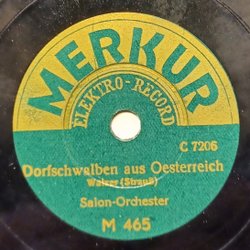 MERKUR
ELEKTRO-RECORD
C 7206
Dorfschwalben aus Oesterreich
Walzer (Strauß)
Salon-Orchester
M 465